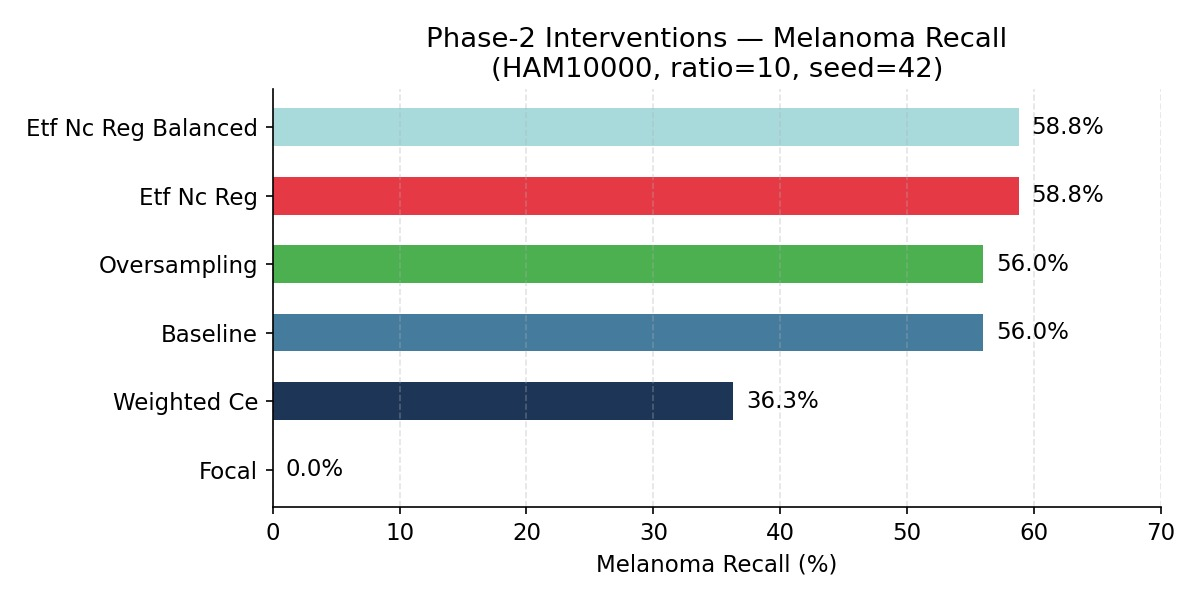 Phase-2 Interventions — Melanoma Recall
(HAM10000, ratio=10, seed=42)
Etf Nc Reg Balanced 58.8%
Etf Nc Reg 58.8%
Oversampling 56.0%
Baseline 56.0%
Weighted Ce 36.3%
Focal 0.0%
0 10 20 30 40 50 60 70
Melanoma Recall (%)